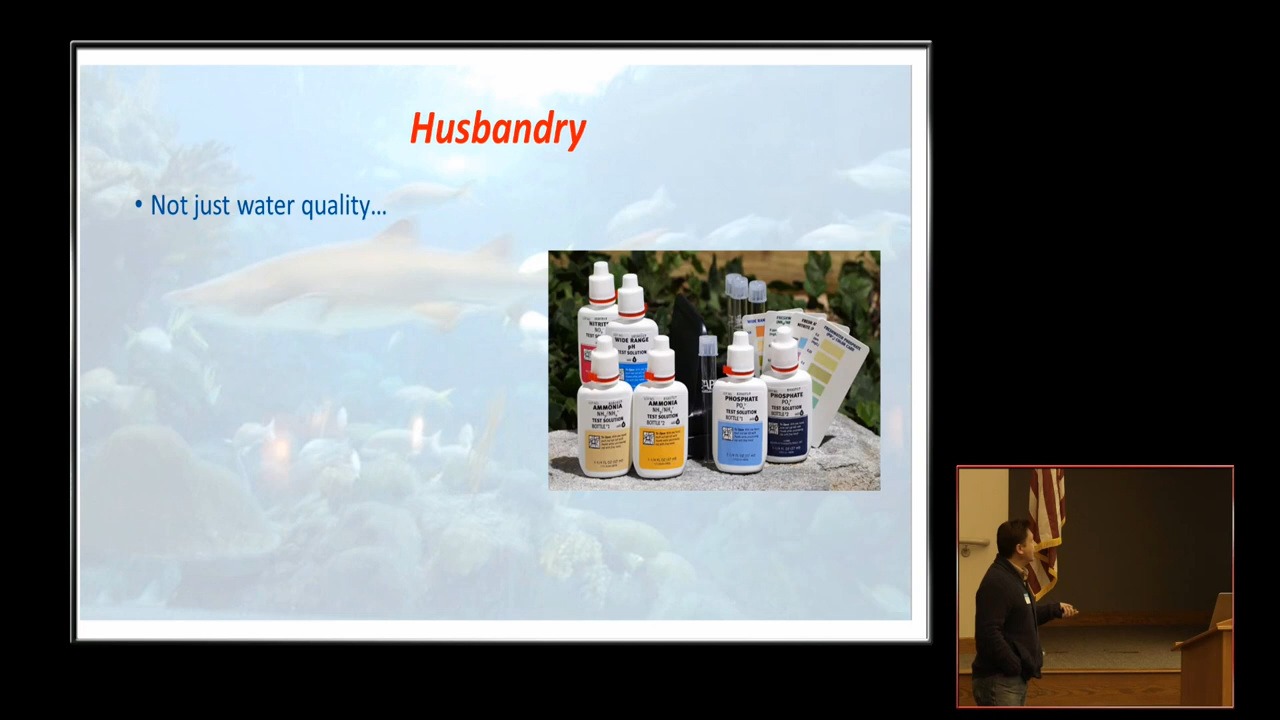 Husbandry
• Not just water quality...
NITRITE
NO₂⁻
TEST SOLUTION
WIDE RANGE
pH
TEST SOLUTION
AMMONIA
NH₃/NH₄⁺
TEST SOLUTION
BOTTLE #1
AMMONIA
NH₃/NH₄⁺
TEST SOLUTION
BOTTLE #2
PHOSPHATE
PO₄
TEST SOLUTION
BOTTLE #1
PHOSPHATE
PO₄
TEST SOLUTION
BOTTLE #2